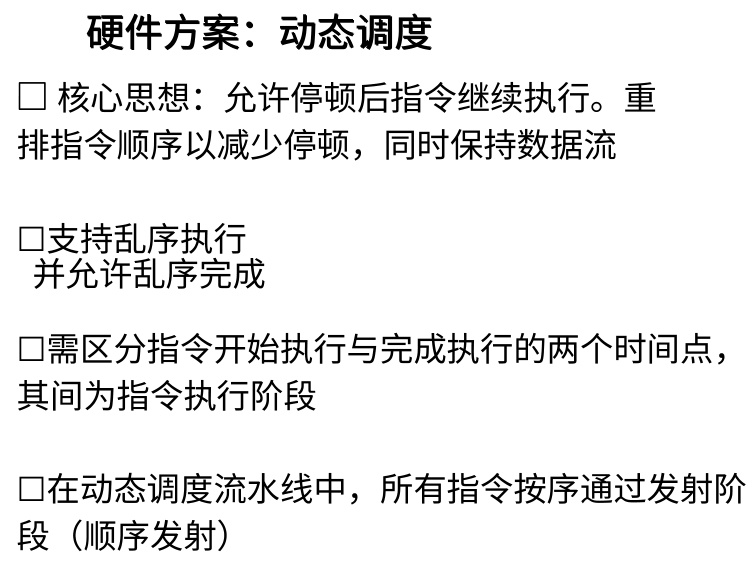 硬件方案：动态调度
□ 核心思想：允许停顿后指令继续执行。重
排指令顺序以减少停顿，同时保持数据流
□支持乱序执行
并允许乱序完成
□需区分指令开始执行与完成执行的两个时间点，
其间为指令执行阶段
□在动态调度流水线中，所有指令按序通过发射阶
段（顺序发射）